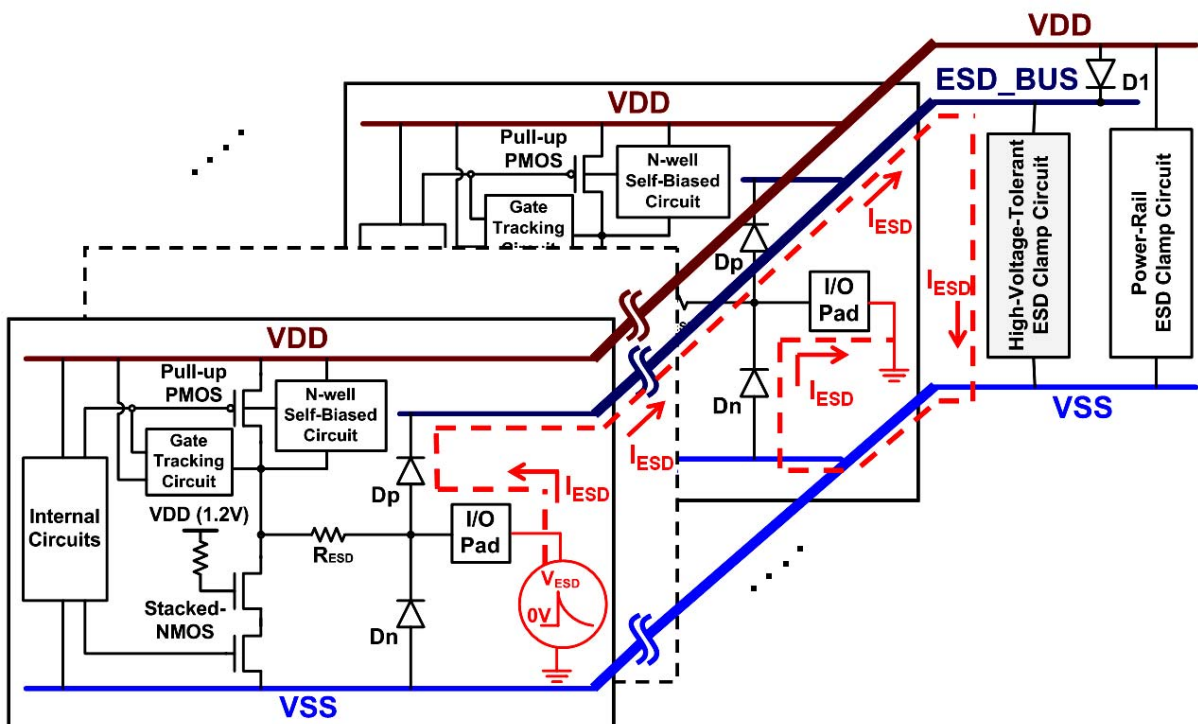 VDD
ESD_BUS
D1
High-Voltage-Tolerant
ESD Clamp Circuit
Power-Rail
ESD Clamp Circuit
VSS
VDD
Pull-up
PMOS
N-well
Self-Biased
Circuit
Gate
Tracking
Circuit
Dp
I/O
Pad
Dn
IESD
IESD
IESD
IESD
IESD
VDD
Pull-up
PMOS
N-well
Self-Biased
Circuit
Gate
Tracking
Circuit
Internal
Circuits
VDD (1.2V)
RESD
Stacked-
NMOS
Dp
I/O
Pad
Dn
VESD
0V
VSS